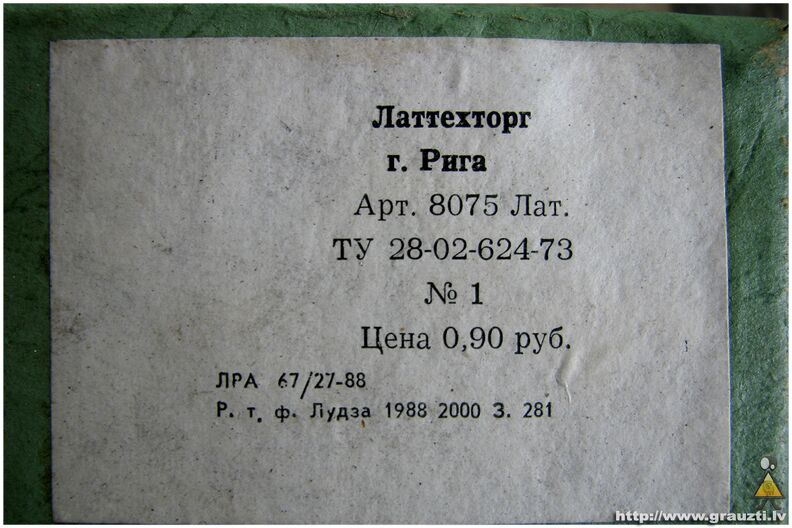 Латтехторг
г. Рига
Арт. 8075 Лат.
ТУ 28-02-624-73
№ 1
Цена 0,90 руб.
ЛРА 67/27-88
Р. т. ф. Лудза 1988 2000 З. 281
http://www.grauzti.lv